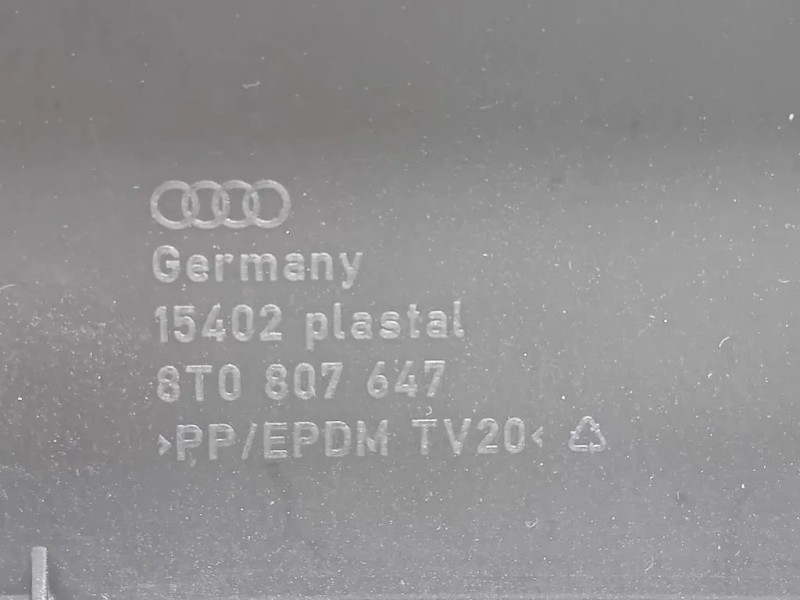 Germany
15402 plastal
8T0 807 647
>PP/EPDM TV20<